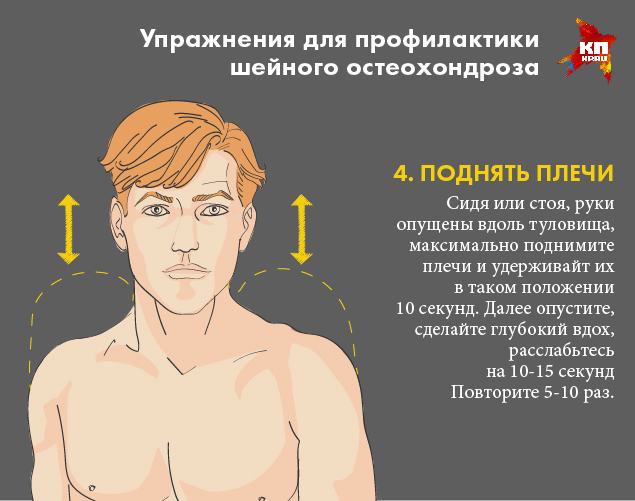 Упражнения для профилактики
шейного остеохондроза
КП
КРАЦ
4. ПОДНЯТЬ ПЛЕЧИ
Сидя или стоя, руки
опущены вдоль туловища,
максимально поднимите
плечи и удерживайт их
в таком положении
10 секунд. Далее опустите,
сделайте глубокий вдох,
расслабьтесь
на 10-15 секунд
Повторите 5-10 раз.